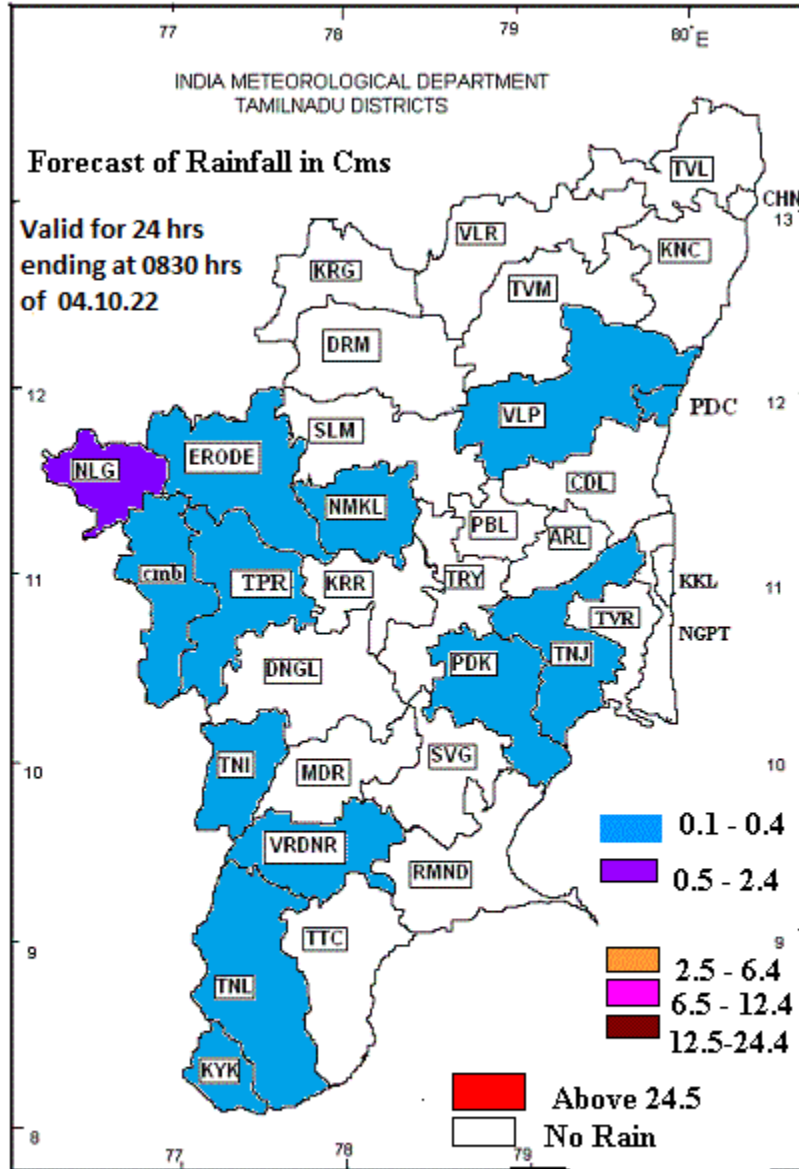 77 78 79 80° E
INDIA METEOROLOGICAL DEPARTMENT
TAMILNADU DISTRICTS
Forecast of Rainfall in Cms
TVL
CHN
13
Valid for 24 hrs
ending at 0830 hrs
of 04.10.22
VLR
KNC
KRG
TVM
DRM
12
12
VLP
PDC
SLM
ERODE
NLG
CDL
NMKL
PBL
ARL
11
cmb
TPR
KRR
TRY
KKL
11
TVR
NGPT
DNGL
PDK
TNJ
10
TNI
MDR
SVG
10
0.1 - 0.4
VRDNR
RMND
0.5 - 2.4
9
TTC
9
2.5 - 6.4
TNL
6.5 - 12.4
12.5-24.4
KYK
Above 24.5
8
No Rain
77 78 79